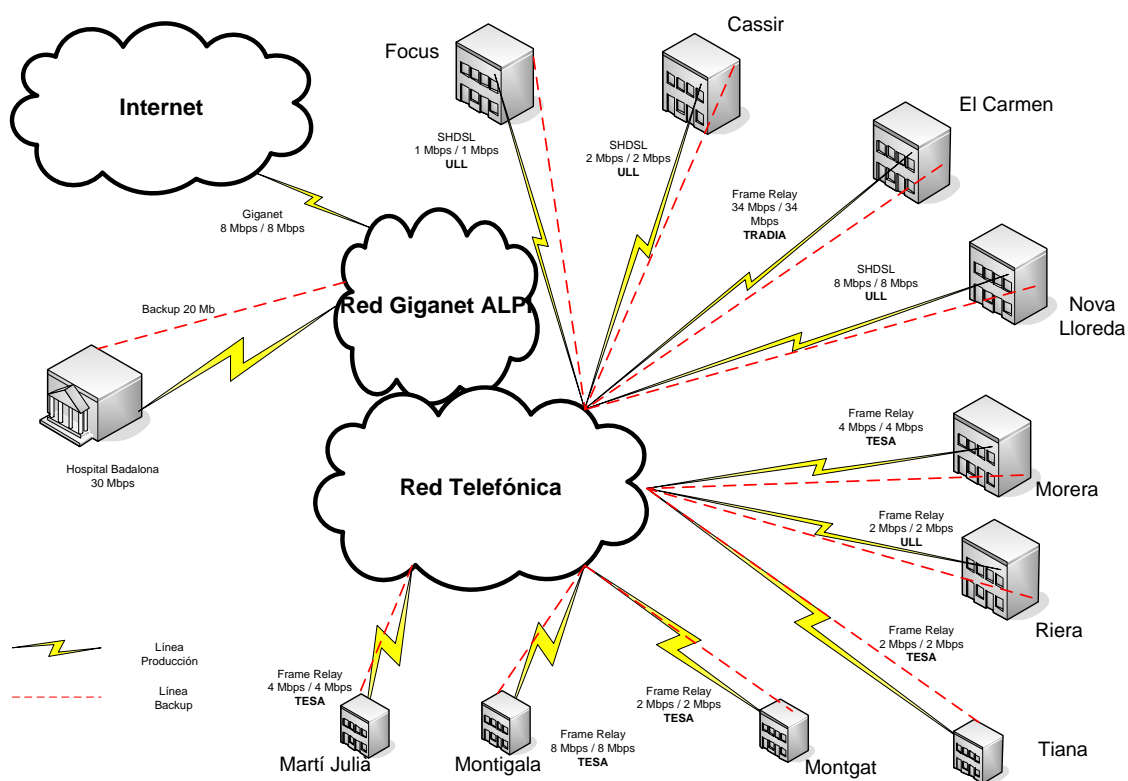 Cassir
Focus
Internet
El Carmen
SHDSL
1 Mbps / 1 Mbps
ULL
SHDSL
2 Mbps / 2 Mbps
ULL
Frame Relay
34 Mbps / 34
Mbps
TRADIA
Giganet
8 Mbps / 8 Mbps
SHDSL
8 Mbps / 8 Mbps
ULL
Backup 20 Mb
Red Giganet ALPI
Nova
Lloreda
Frame Relay
4 Mbps / 4 Mbps
TESA
Hospital Badalona
30 Mbps
Red Telefónica
Morera
Frame Relay
2 Mbps / 2 Mbps
ULL
Riera
Línea
Producción
Frame Relay
2 Mbps / 2 Mbps
TESA
Línea
Backup
Frame Relay
4 Mbps / 4 Mbps
TESA
Frame Relay
2 Mbps / 2 Mbps
TESA
Frame Relay
8 Mbps / 8 Mbps
TESA
Martí Julià
Montigala
Montgat
Tiana